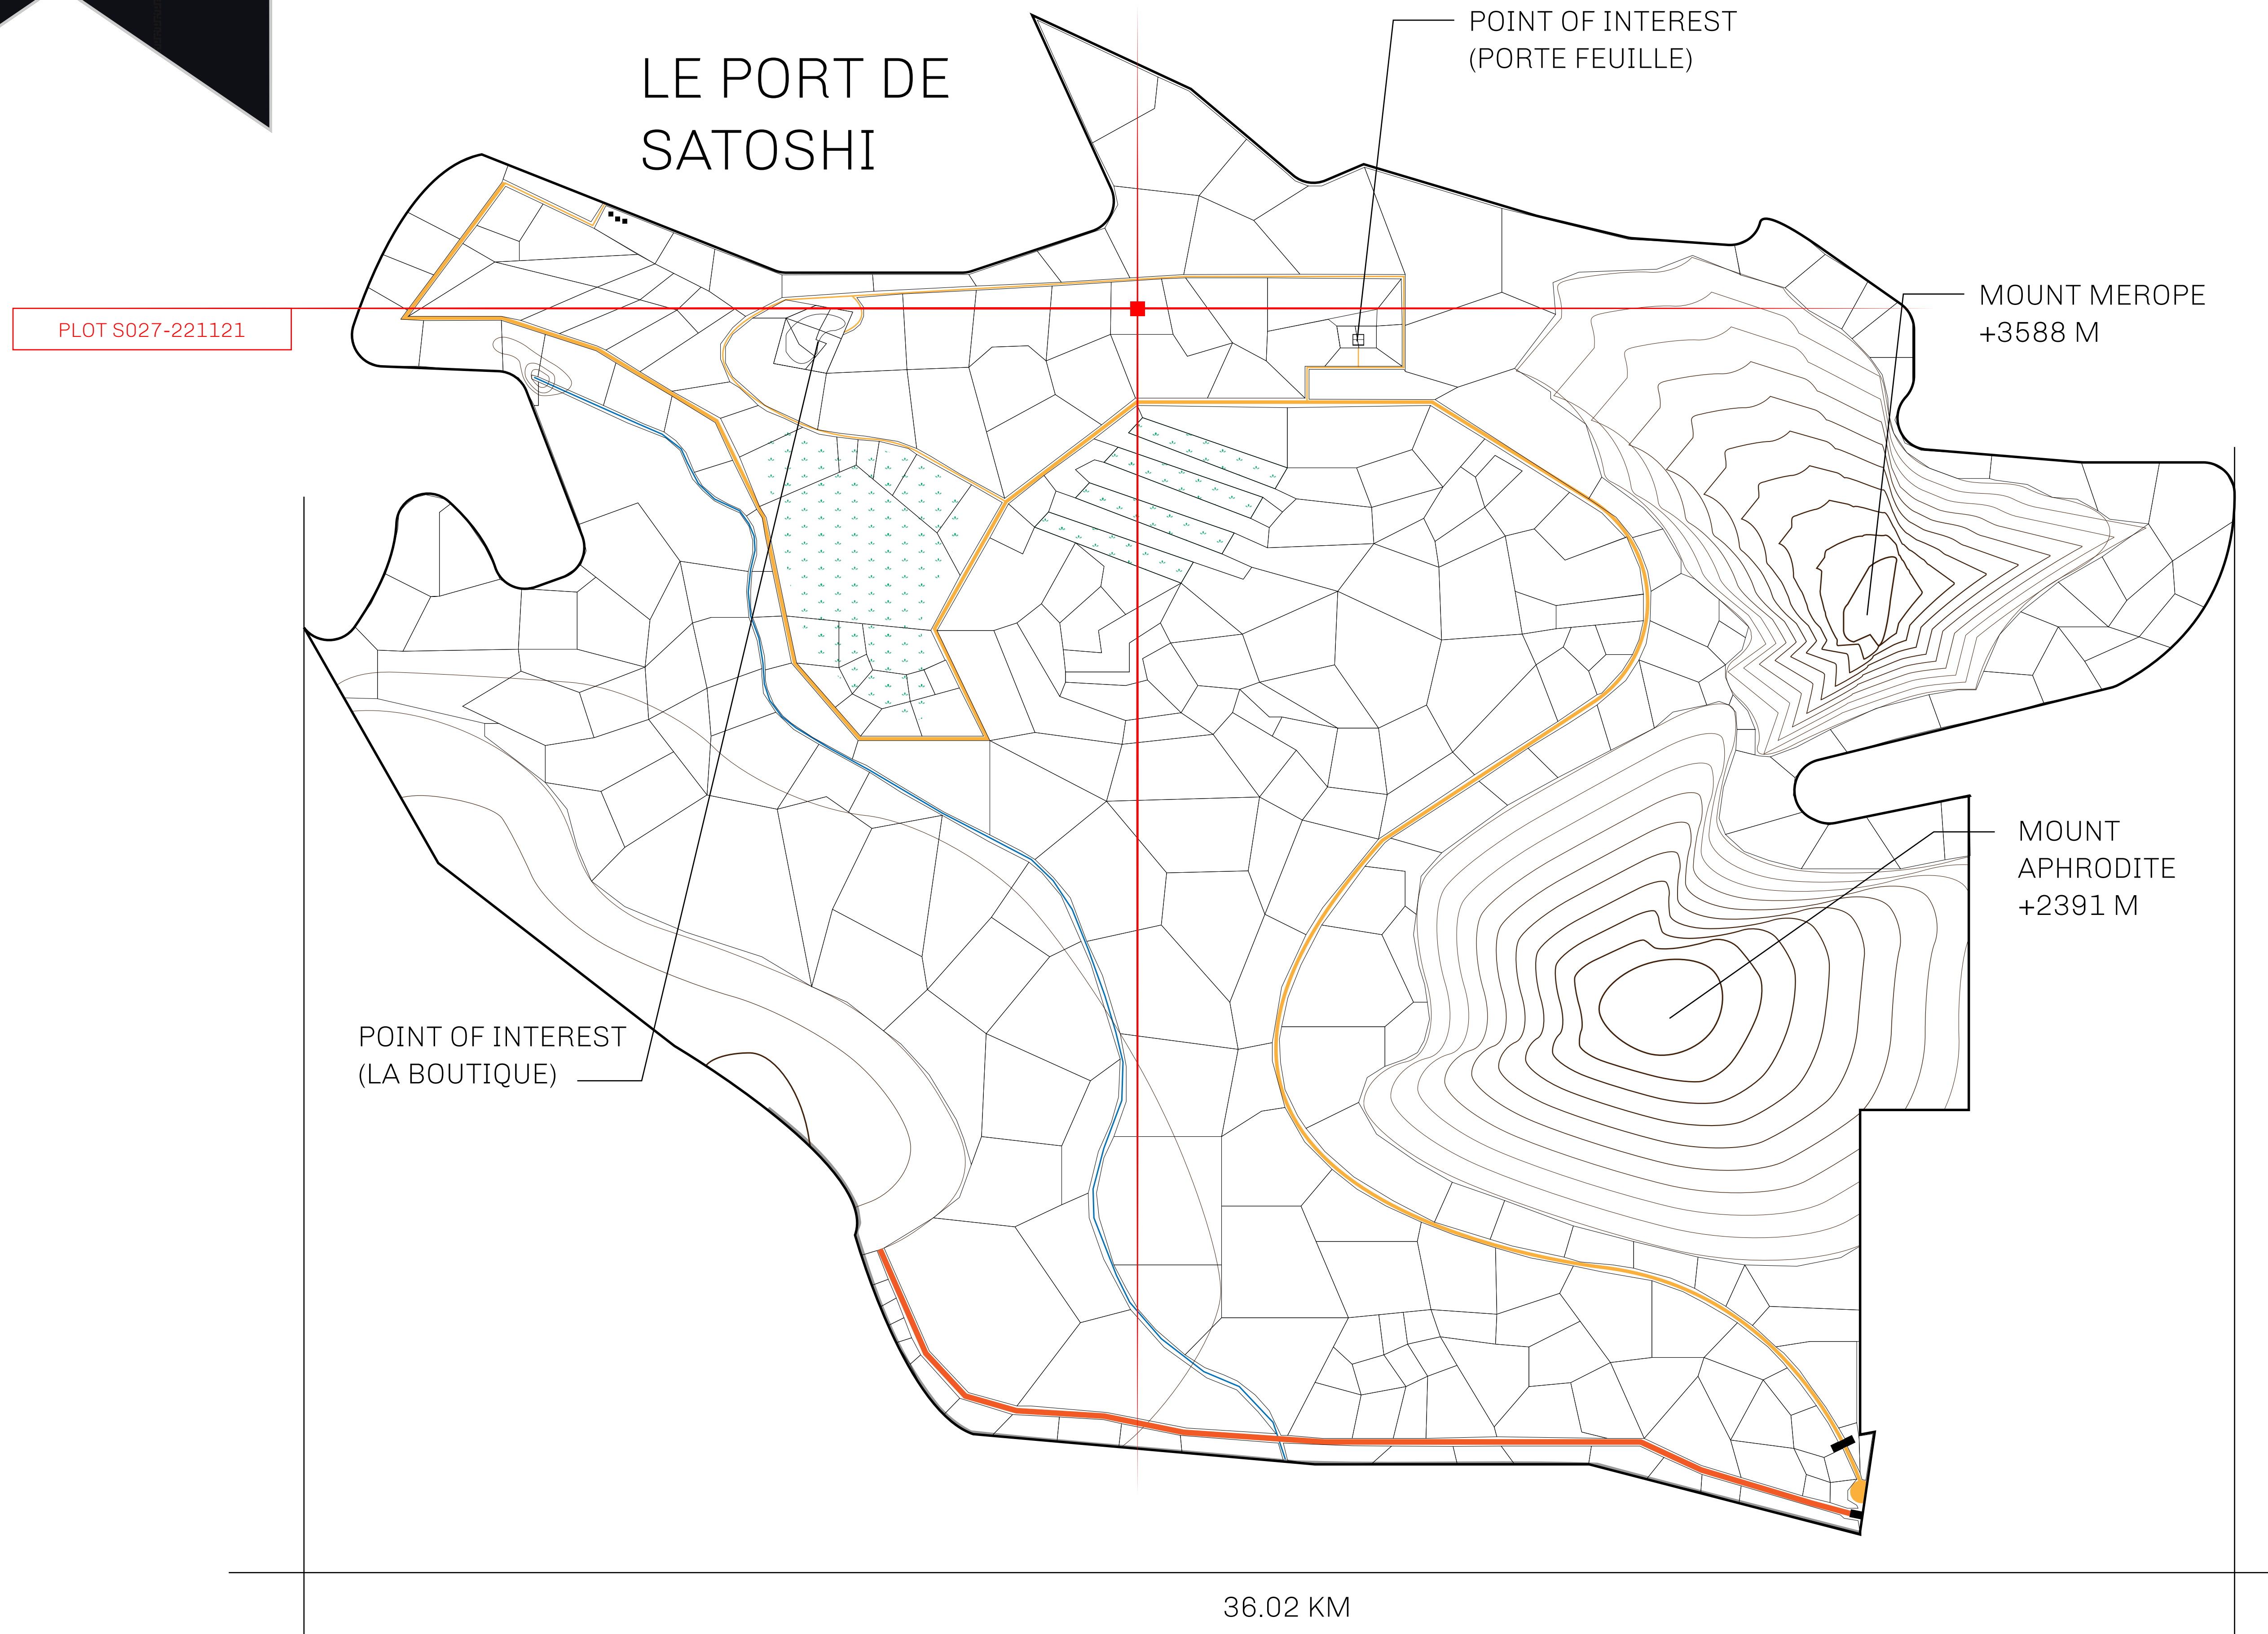 POINT OF INTEREST
(PORTE FEUILLE)
LE PORT DE
SATOSHI
MOUNT MEROPE
+3588 M
PLOT S027-221121
MOUNT
APHRODITE
+2391 M
POINT OF INTEREST
(LA BOUTIQUE)
36.02 KM